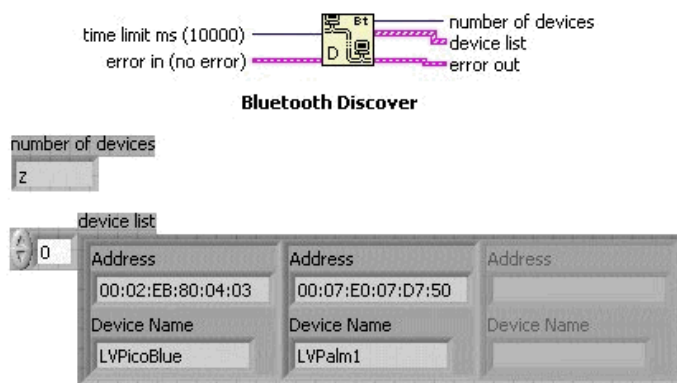 Bt
time limit ms (10000)
number of devices
device list
error in (no error)
D
error out
Bluetooth Discover
number of devices
z
device list
0
Address
Address
Address
00:02:EB:80:04:03
00:07:E0:07:D7:50
Device Name
Device Name
Device Name
LVPicoBlue
LVPalm1